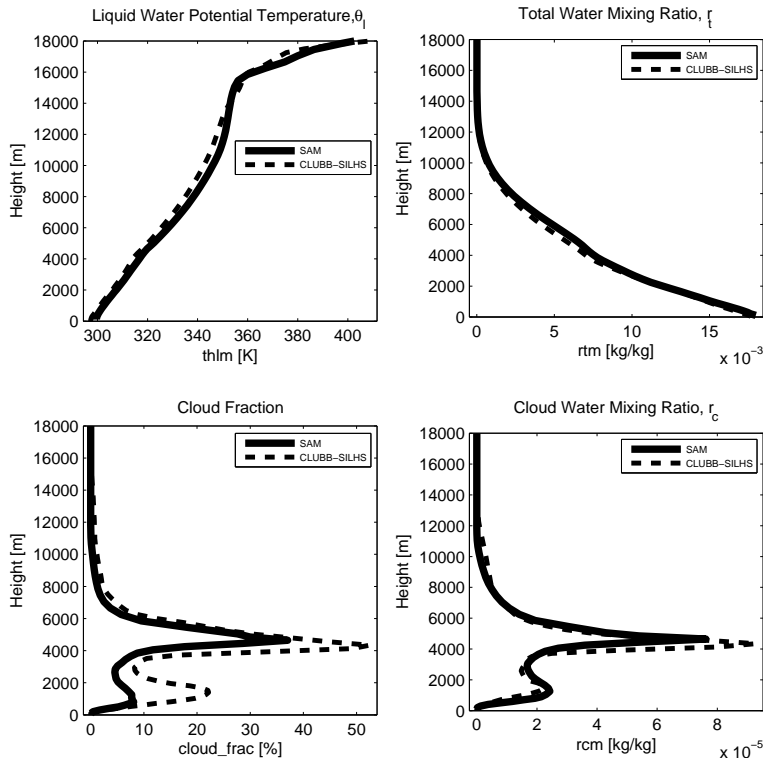 Liquid Water Potential Temperature,θl
18000
16000
14000
12000
10000
8000
6000
4000
2000
0
Height [m]
SAM
CLUBB−SILHS
300 320 340 360 380 400
thlm [K]
Total Water Mixing Ratio, rt
18000
16000
14000
12000
10000
8000
6000
4000
2000
0
Height [m]
SAM
CLUBB−SILHS
0 5 10 15
x 10−3
rtm [kg/kg]
Cloud Fraction
18000
16000
14000
12000
10000
8000
6000
4000
2000
0
Height [m]
SAM
CLUBB−SILHS
0 10 20 30 40 50
cloud_frac [%]
Cloud Water Mixing Ratio, rc
18000
16000
14000
12000
10000
8000
6000
4000
2000
0
Height [m]
SAM
CLUBB−SILHS
0 2 4 6 8
x 10−5
rcm [kg/kg]